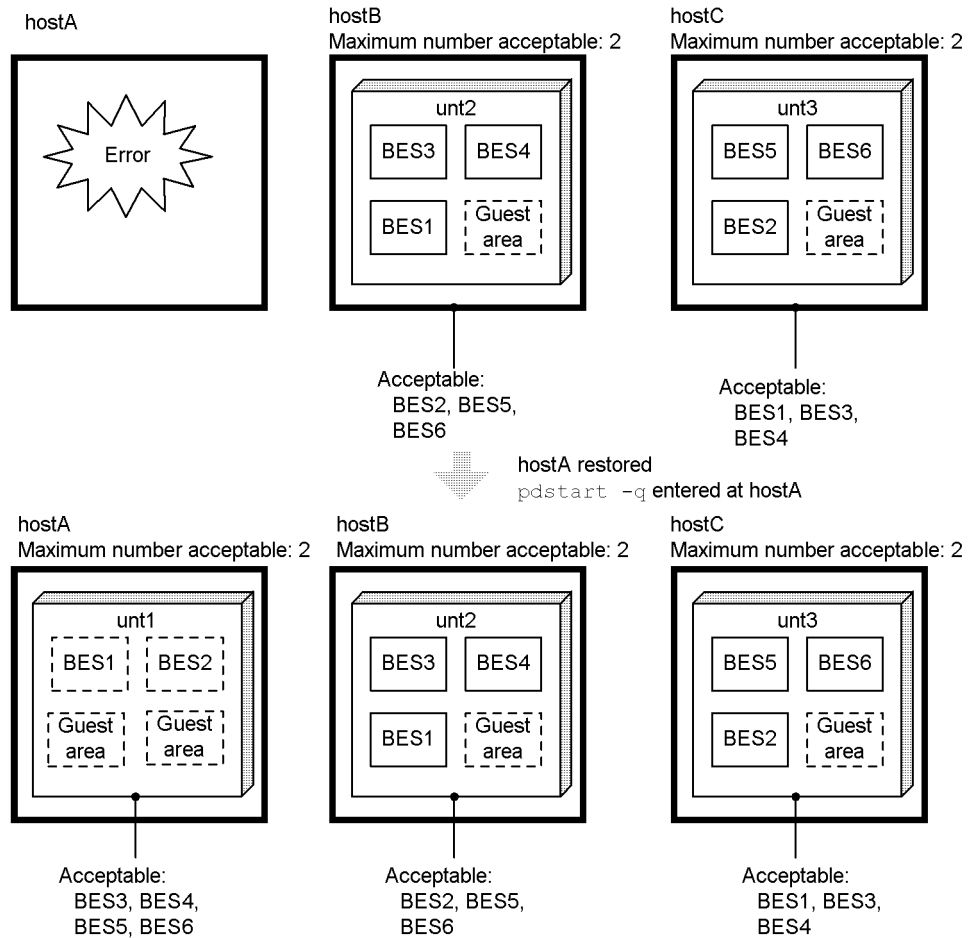 hostA
hostB
Maximum number acceptable: 2
hostC
Maximum number acceptable: 2
Error
unt2
BES3 BES4
BES1 Guest area
unt3
BES5 BES6
BES2 Guest area
Acceptable:
BES2, BES5,
BES6
Acceptable:
BES1, BES3,
BES4
hostA restored
pdstart -q entered at hostA
hostA
Maximum number acceptable: 2
hostB
Maximum number acceptable: 2
hostC
Maximum number acceptable: 2
unt1
BES1 BES2
Guest area Guest area
unt2
BES3 BES4
BES1 Guest area
unt3
BES5 BES6
BES2 Guest area
Acceptable:
BES3, BES4,
BES5, BES6
Acceptable:
BES2, BES5,
BES6
Acceptable:
BES1, BES3,
BES4